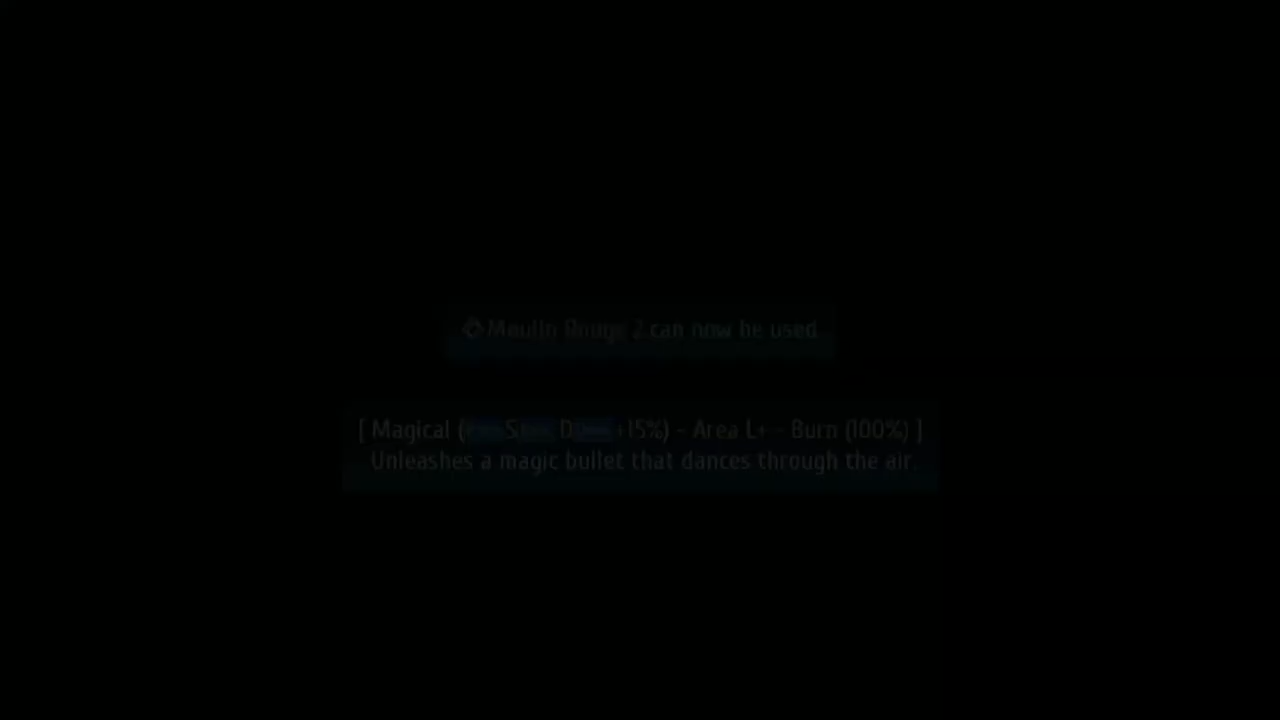 Moulin Rouge 2 can now be used.
[ Magical (+15%) - Area L+ - Burn (100%) ]
Unleashes a magic bullet that dances through the air.